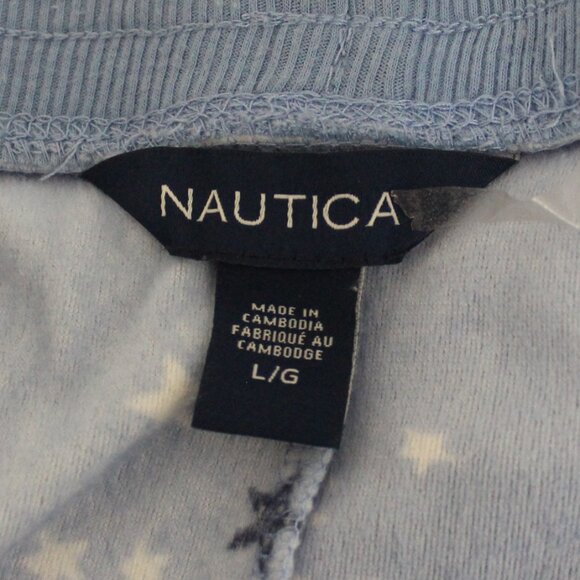 NAUTICA
MADE IN
CAMBODIA
FABRIQUÉ AU
CAMBODGE
L/G